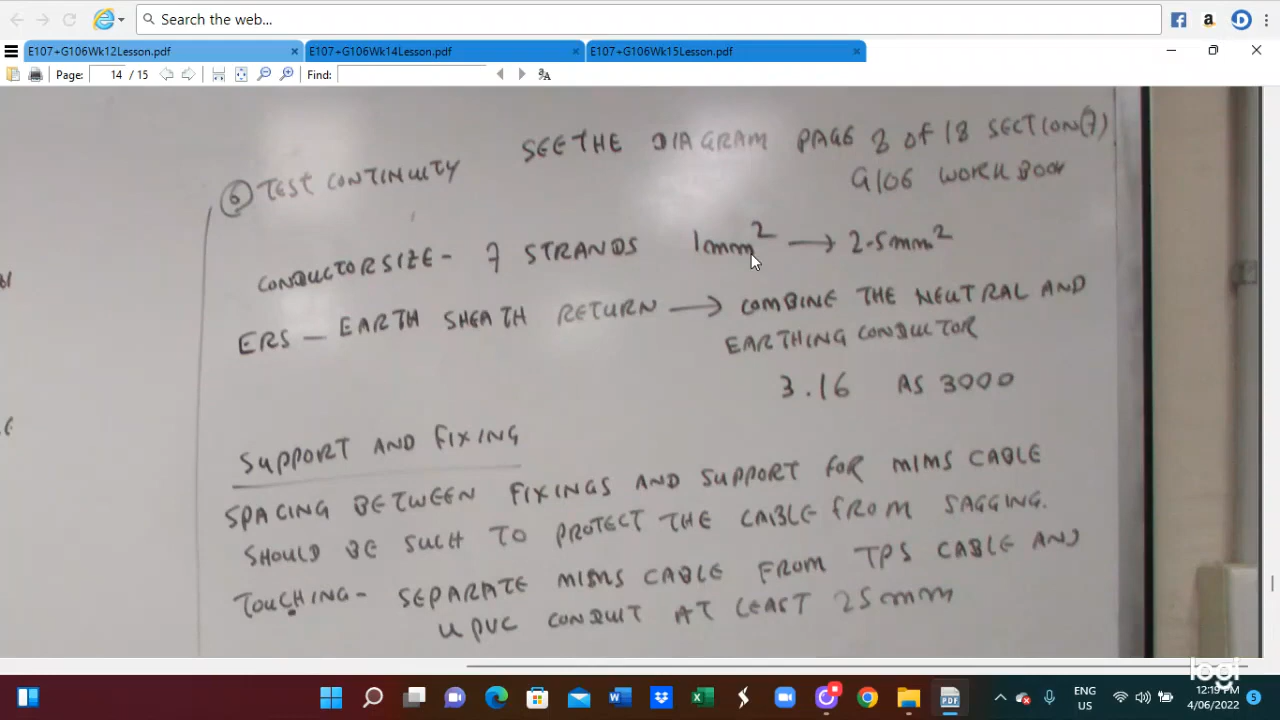 Search the web...
E107+G106Wk12Lesson.pdf
E107+G106Wk14Lesson.pdf
E107+G106Wk15Lesson.pdf
Page: 14 / 15
Find:
SEE THE DIAGRAM PAGE 8 OF 18 SECTION(7)
G106 WORKBOOK
⑥ TEST CONTINUITY
CONDUCTOR SIZE - 7 STRANDS 1mm² → 2.5mm²
ERS - EARTH SHEATH RETURN → COMBINE THE NEUTRAL AND
EARTHING CONDUCTOR
3.16 AS 3000
SUPPORT AND FIXING
SPACING BETWEEN FIXINGS AND SUPPORT FOR MIMS CABLE
SHOULD BE SUCH TO PROTECT THE CABLE FROM SAGGING.
TOUCHING - SEPARATE MIMS CABLE FROM TPS CABLE AND
UPVC CONDUIT AT LEAST 25mm
logi
ENG
US
12:19 PM
4/06/2022
5